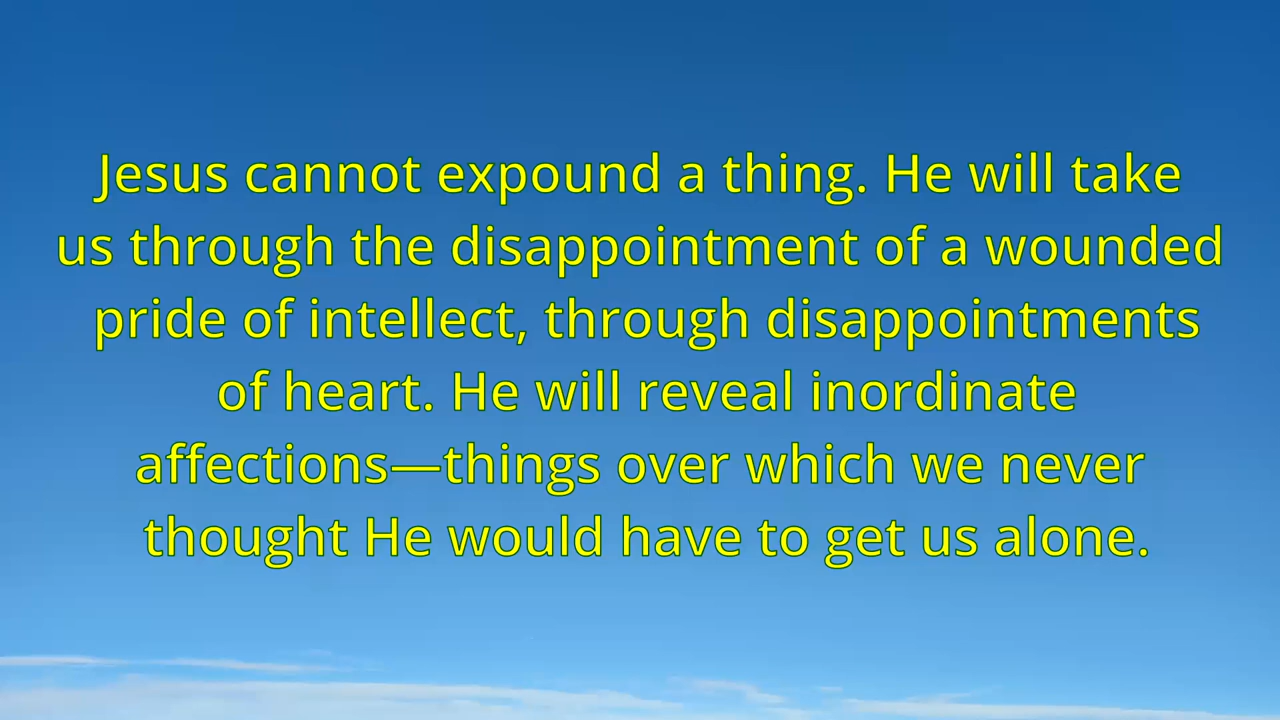 Jesus cannot expound a thing. He will take
us through the disappointment of a wounded
pride of intellect, through disappointments
of heart. He will reveal inordinate
affections—things over which we never
thought He would have to get us alone.